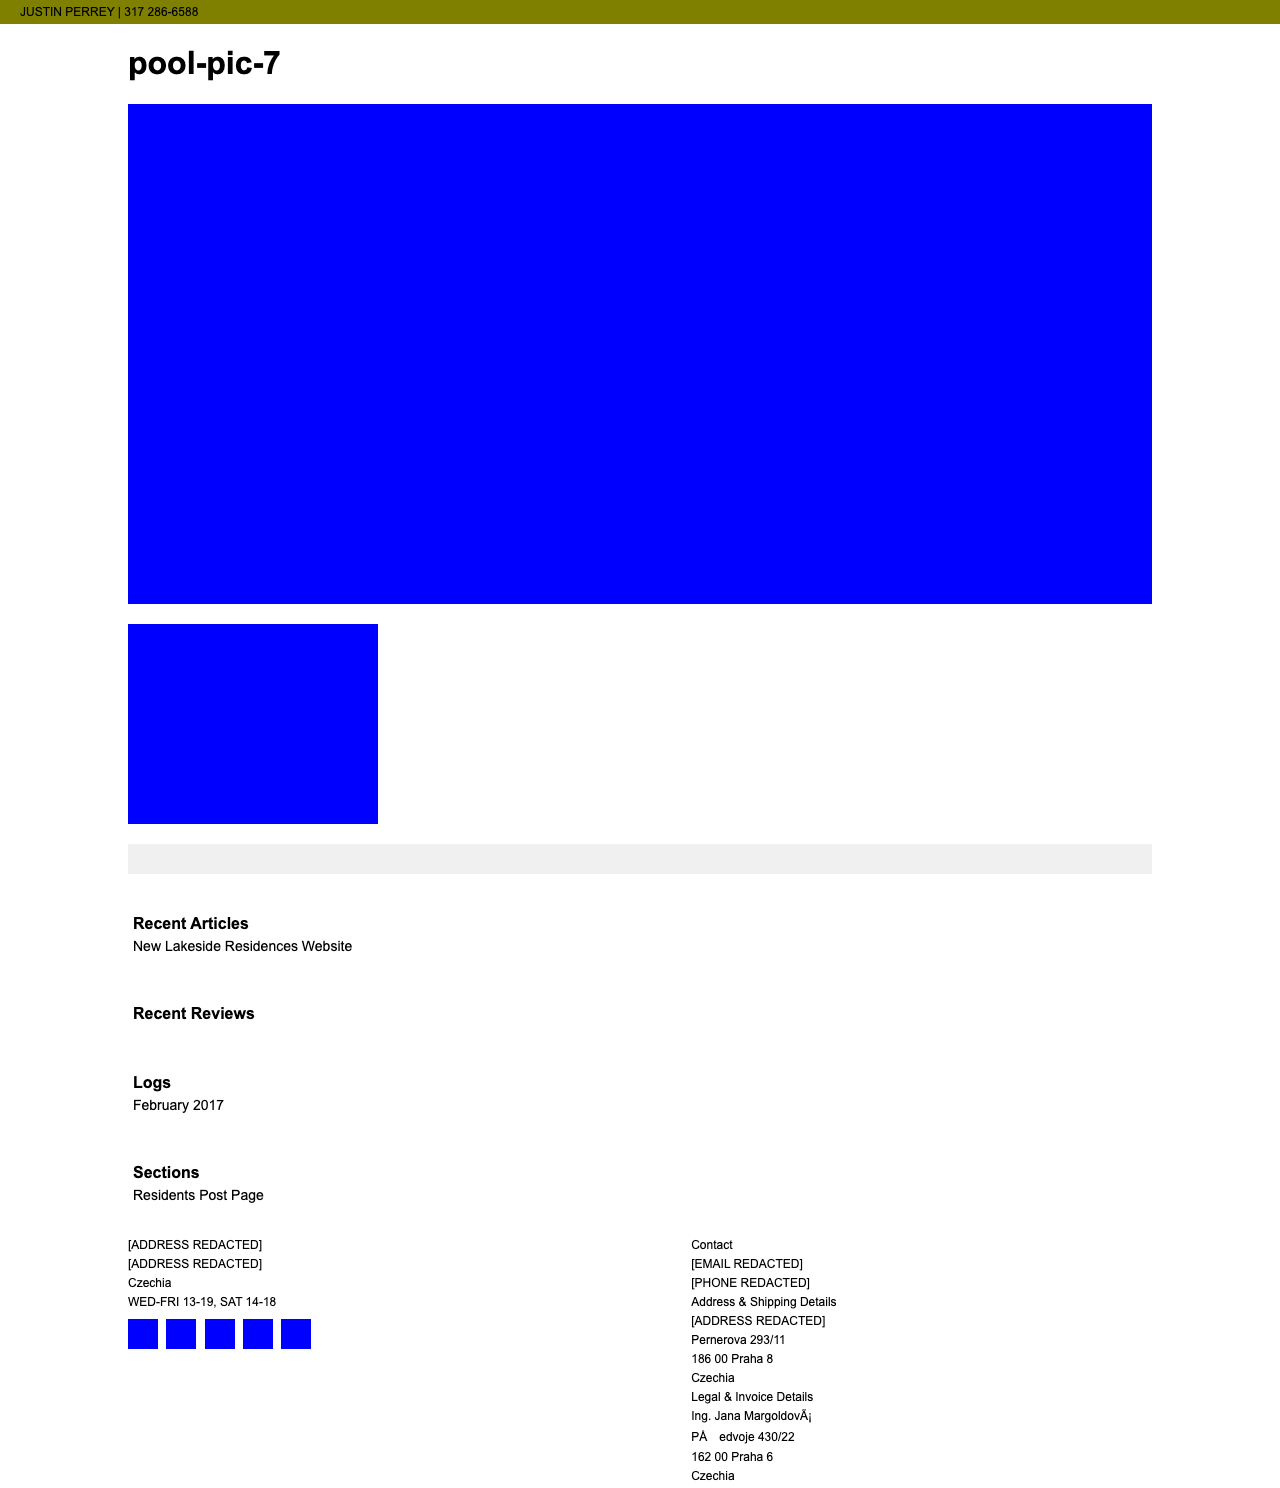 JUSTIN PERREY | 317 286-6588
pool-pic-7
Recent Articles
New Lakeside Residences Website
Recent Reviews
Logs
February 2017
Sections
Residents Post Page
[ADDRESS REDACTED]
[ADDRESS REDACTED]
Czechia
WED-FRI 13-19, SAT 14-18
Contact
[EMAIL REDACTED]
[PHONE REDACTED]
Address & Shipping Details
[ADDRESS REDACTED]
Pernerova 293/11
186 00 Praha 8
Czechia
Legal & Invoice Details
Ing. Jana MargoldovÃ¡
PÅ edvoje 430/22
162 00 Praha 6
Czechia